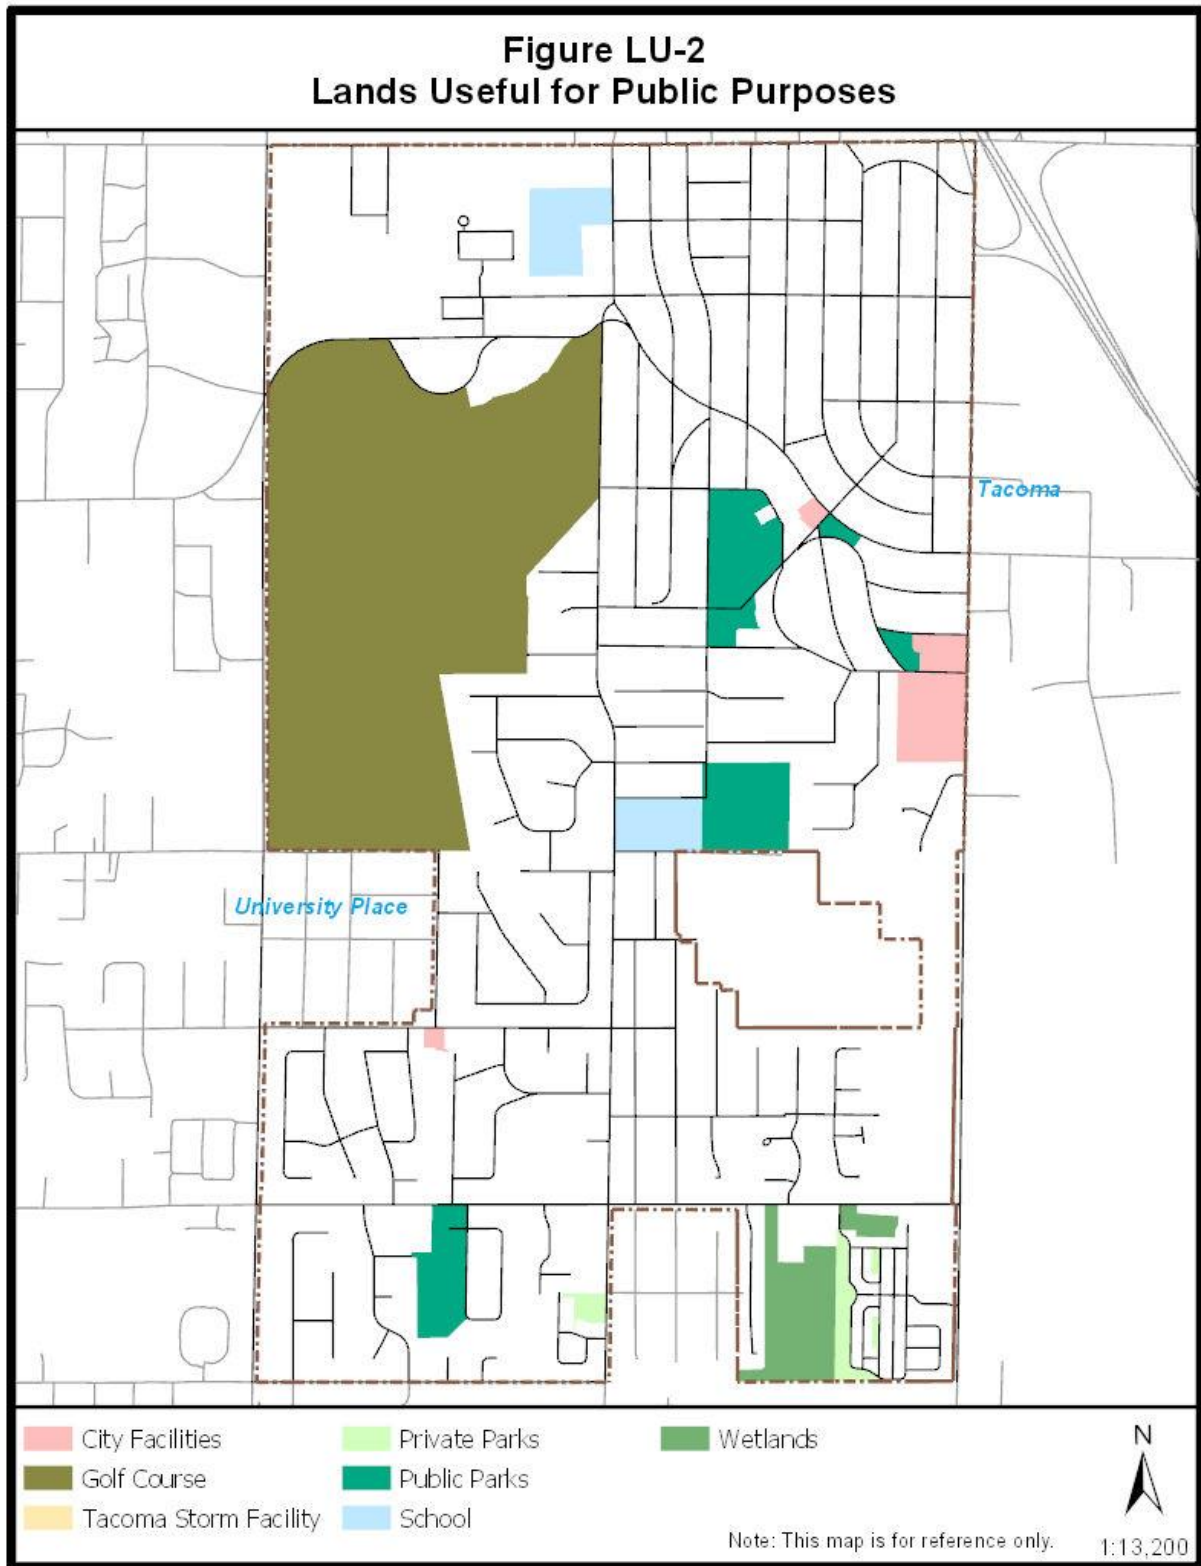 Figure LU-2
Lands Useful for Public Purposes
Tacoma
University Place
City Facilities
Golf Course
Tacoma Storm Facility
Private Parks
Public Parks
School
Wetlands
N
Note: This map is for reference only.
1:13,200